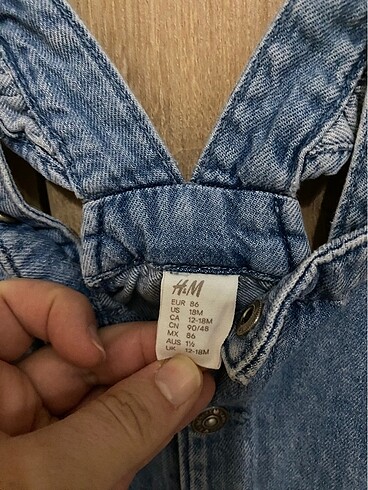 H&M
EUR 86
US 18M
CA 12-18M
CN 90/48
MX 86
AUS 1½
UK 12-18M